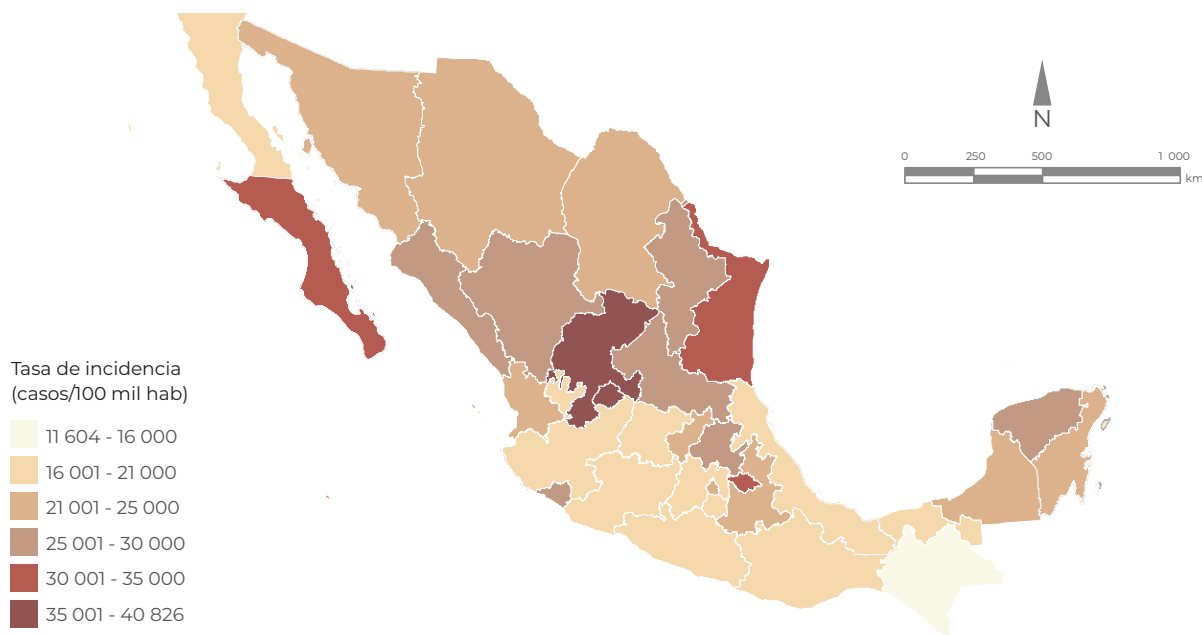 N
0 250 500 1 000
km
Tasa de incidencia
(casos/100 mil hab)
11 604 - 16 000
16 001 - 21 000
21 001 - 25 000
25 001 - 30 000
30 001 - 35 000
35 001 - 40 826